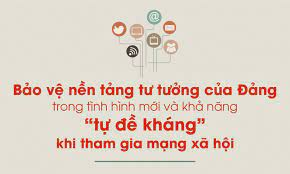 Bảo vệ nền tảng tư tưởng của Đảng
trong tình hình mới và khả năng
“tự đề kháng”
khi tham gia mạng xã hội